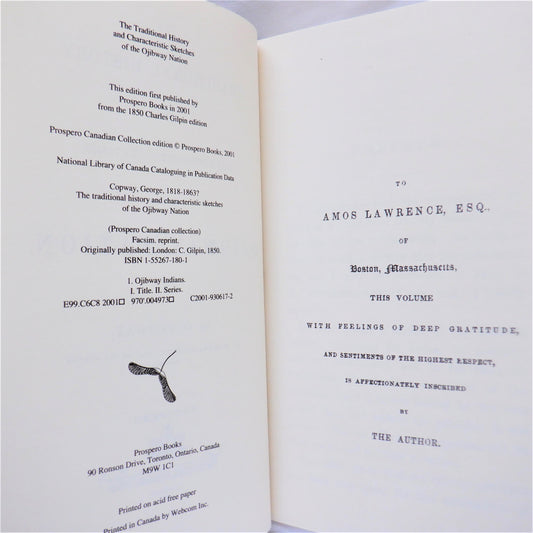 The Traditional History
and Characteristic Sketches
of the Ojibway Nation
This edition first published by
Prospero Books in 2001
from the 1850 Charles Gilpin edition
Prospero Canadian Collection edition © Prospero Books, 2001
National Library of Canada Cataloguing in Publication Data
Copway, George, 1818-1863?
The traditional history and characteristic sketches
of the Ojibway Nation
(Prospero Canadian collection)
Facsim. reprint.
Originally published: London: C. Gilpin, 1850.
ISBN 1-55267-180-1
1. Ojibway Indians.
I. Title. II. Series.
E99.C6C8 2001 970'.004973 C2001-930617-2
Prospero Books
90 Ronson Drive, Toronto, Ontario, Canada
M9W 1C1
Printed on acid free paper
Printed in Canada by Webcom Inc.
TO
AMOS LAWRENCE, ESQ..
OF
Boston, Massachusetts,
THIS VOLUME
WITH FEELINGS OF DEEP GRATITUDE,
AND SENTIMENTS OF THE HIGHEST RESPECT,
IS AFFECTIONATELY INSCRIBED
BY
THE AUTHOR.